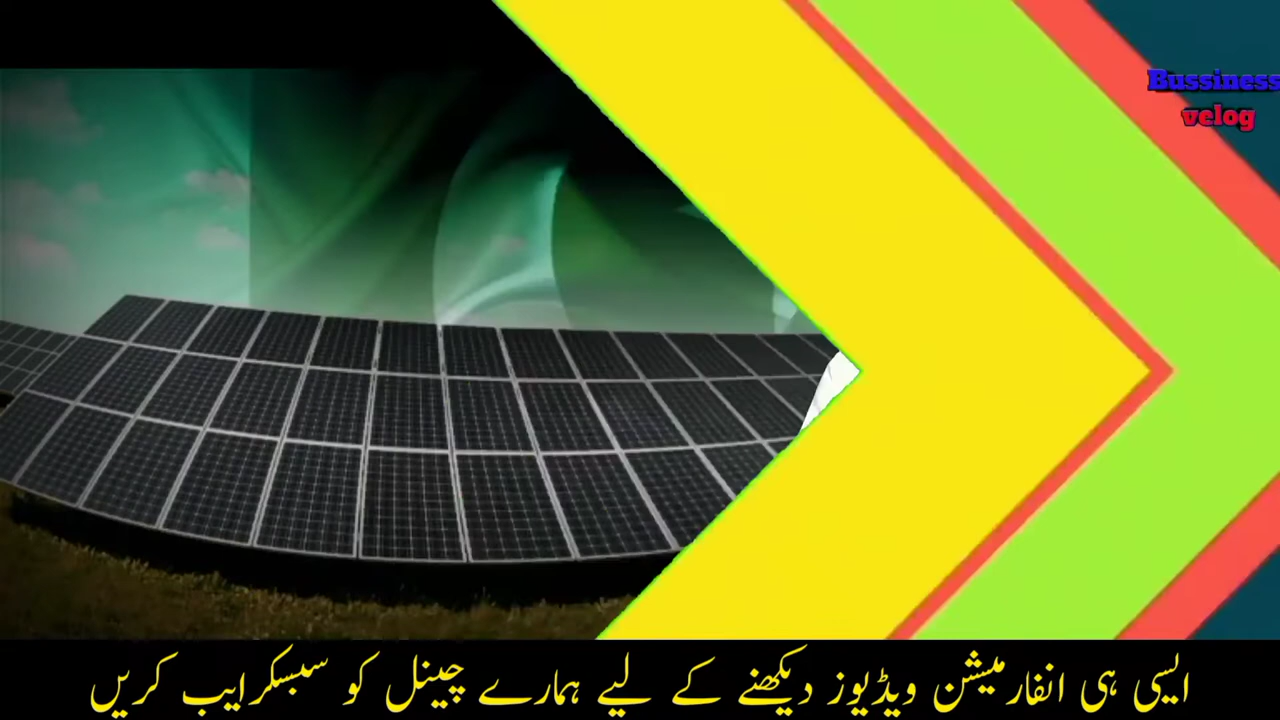 Bussiness
velog
ایسی ہی انفارمیشن ویڈیوز دیکھنے کے لیے ہمارے چینل کو سبسکرایب کریں